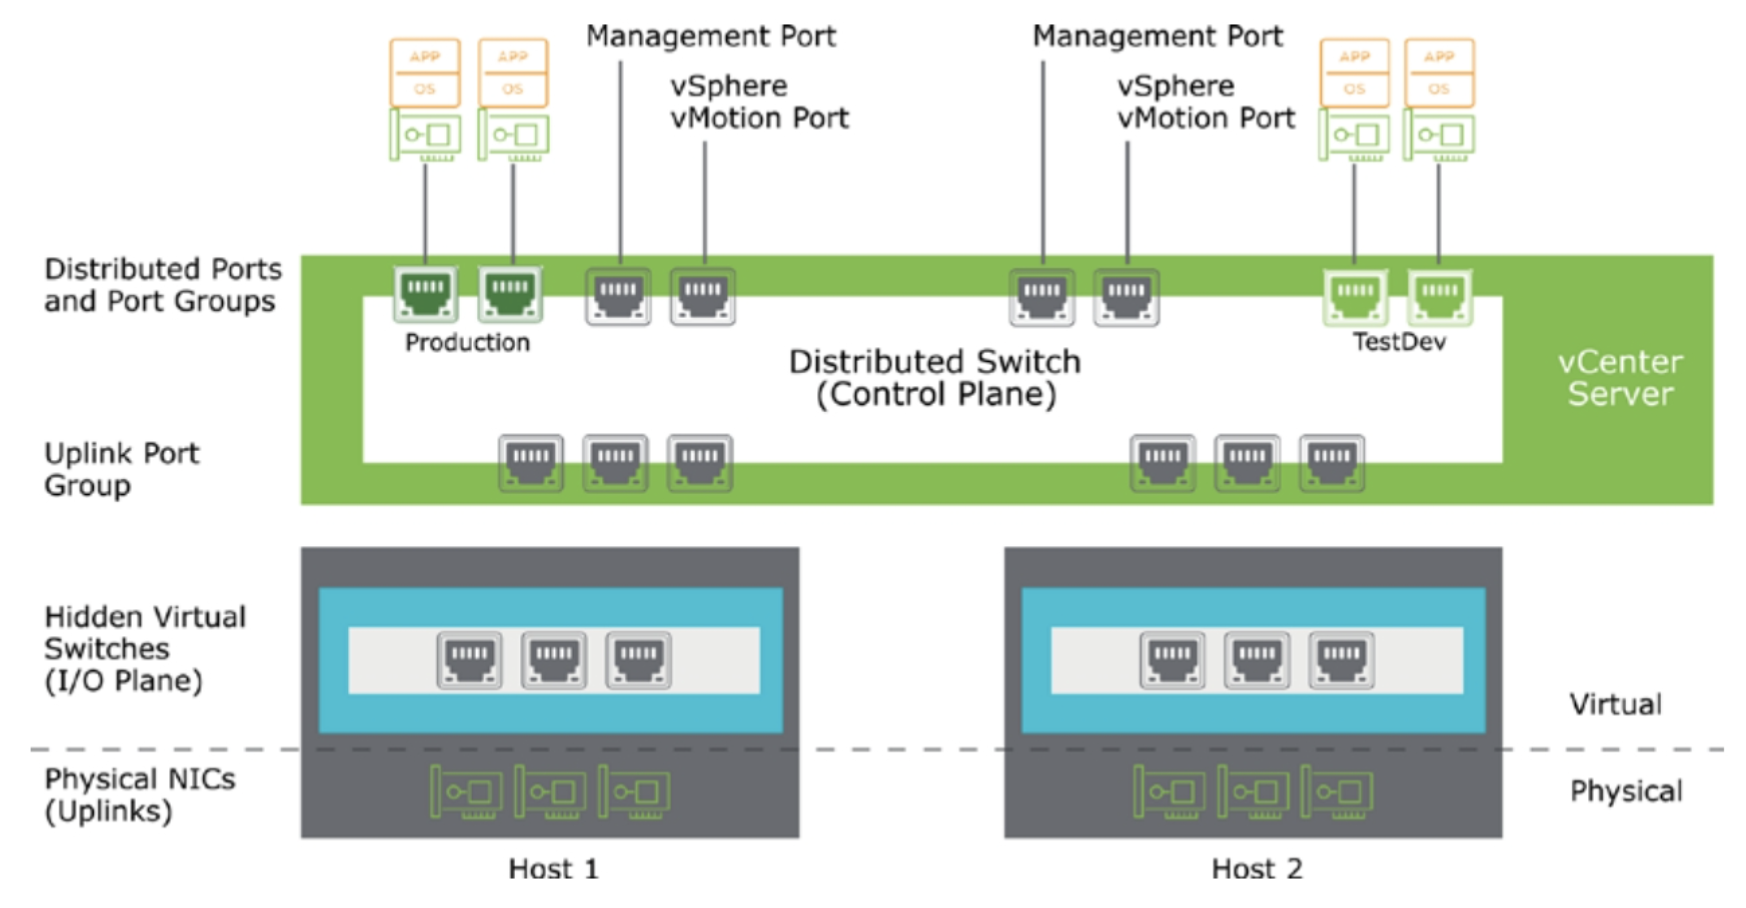 APP
OS
APP
OS
Management Port
vSphere
vMotion Port
Management Port
vSphere
vMotion Port
APP
OS
APP
OS
Distributed Ports
and Port Groups
Production
TestDev
Distributed Switch
(Control Plane)
vCenter
Server
Uplink Port
Group
Hidden Virtual
Switches
(I/O Plane)
Virtual
Physical NICs
(Uplinks)
Physical
Host 1
Host 2